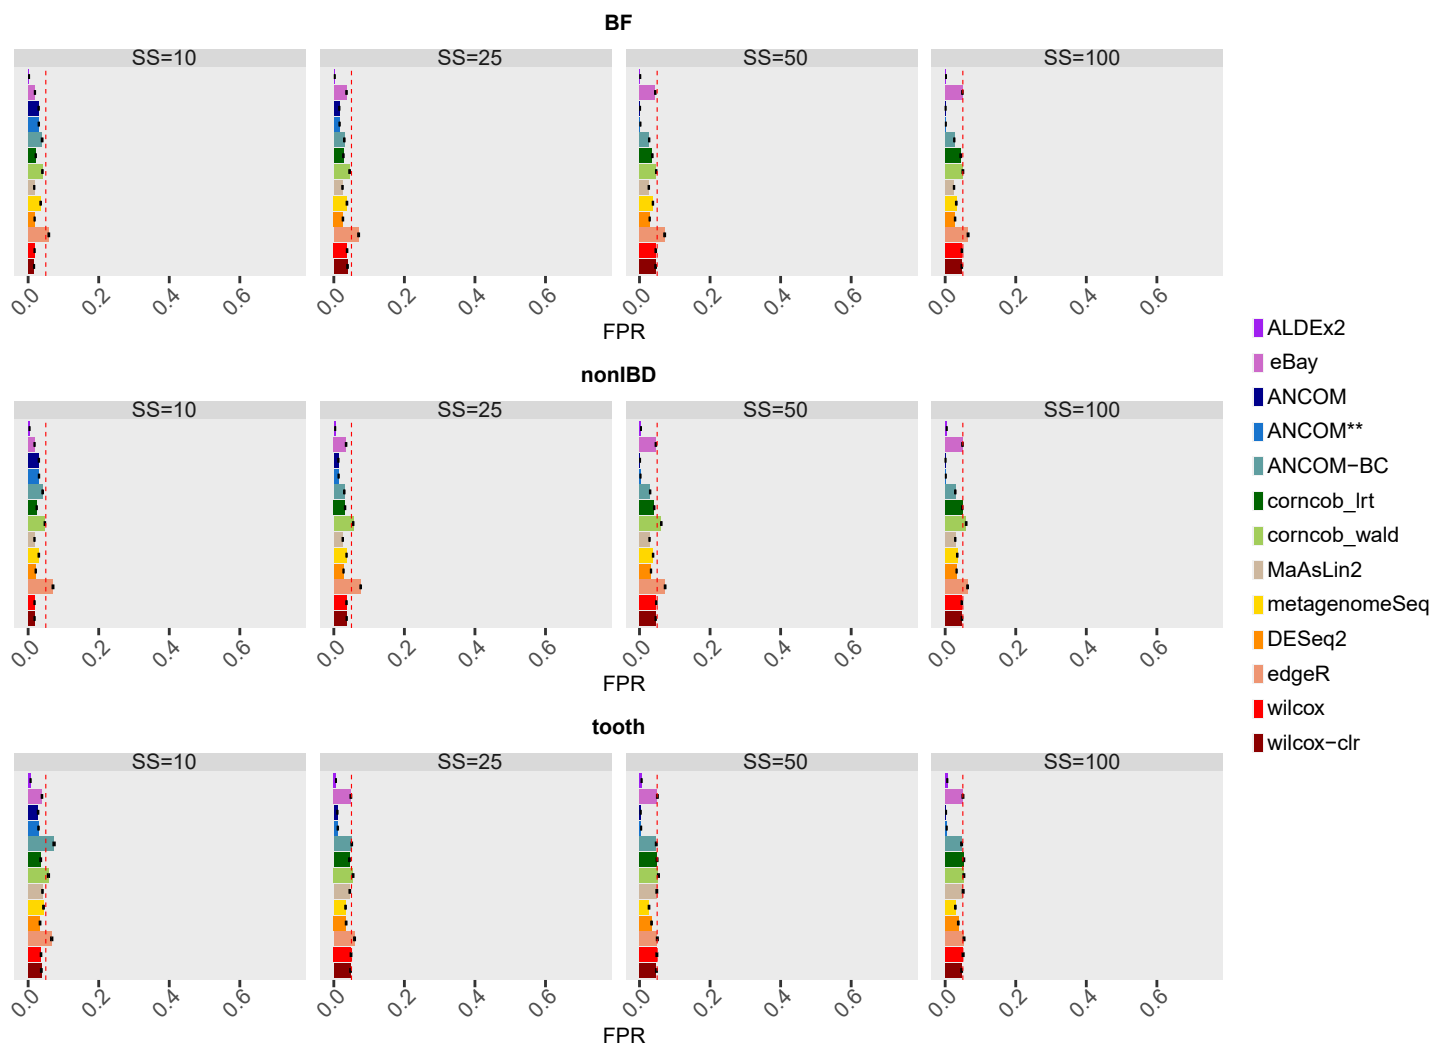 BF
SS=10 SS=25 SS=50 SS=100
0.0 0.2 0.4 0.6 0.0 0.2 0.4 0.6 0.0 0.2 0.4 0.6 0.0 0.2 0.4 0.6
FPR
nonIBD
SS=10 SS=25 SS=50 SS=100
0.0 0.2 0.4 0.6 0.0 0.2 0.4 0.6 0.0 0.2 0.4 0.6 0.0 0.2 0.4 0.6
FPR
tooth
SS=10 SS=25 SS=50 SS=100
0.0 0.2 0.4 0.6 0.0 0.2 0.4 0.6 0.0 0.2 0.4 0.6 0.0 0.2 0.4 0.6
FPR
ALDEx2
eBay
ANCOM
ANCOM**
ANCOM−BC
corncob_lrt
corncob_wald
MaAsLin2
metagenomeSeq
DESeq2
edgeR
wilcox
wilcox−clr